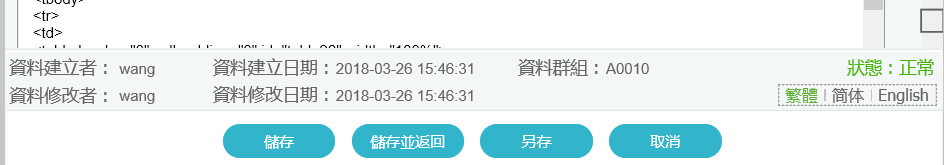 <tr>
<td>
資料建立者： wang 資料建立日期：2018-03-26 15:46:31 資料群組：A0010 狀態：正常
資料修改者： wang 資料修改日期：2018-03-26 15:46:31 繁體 | 简体 | English
儲存 儲存並返回 另存 取消